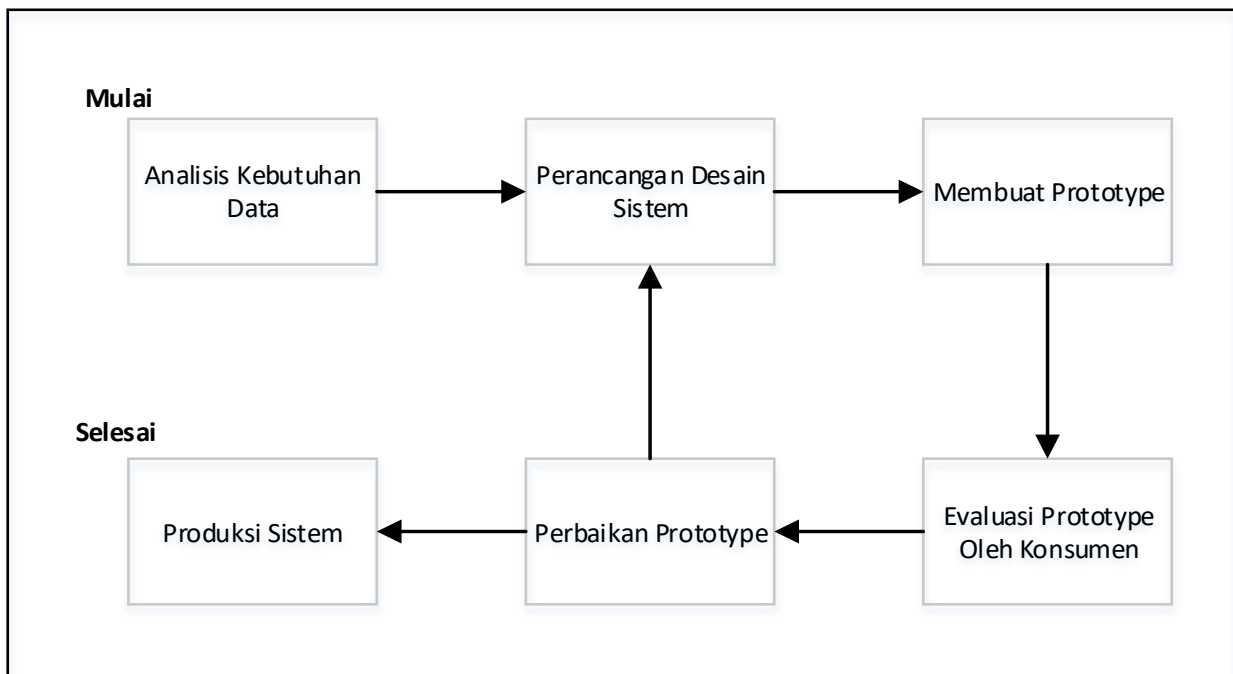 Mulai
Analisis Kebutuhan
Data
Perancangan Desain
Sistem
Membuat Prototype
Selesai
Produksi Sistem
Perbaikan Prototype
Evaluasi Prototype
Oleh Konsumen